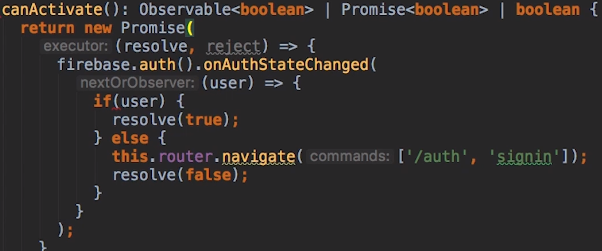 canActivate(): Observable<boolean> | Promise<boolean> | boolean {
  return new Promise(
    executor: (resolve, reject) => {
      firebase.auth().onAuthStateChanged(
        nextOrObserver: (user) => {
          if(user) {
            resolve(true);
          } else {
            this.router.navigate( commands: ['/auth', 'signin']);
            resolve(false);
          }
        }
      );
    }